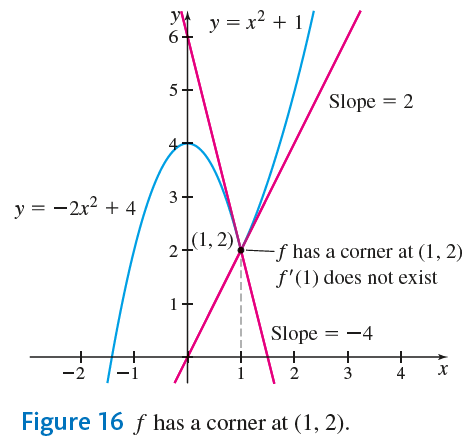 y
y = x² + 1
6
5
Slope = 2
4
3
y = −2x² + 4
(1, 2)
2
f has a corner at (1, 2)
f′(1) does not exist
1
Slope = −4
−2 −1 1 2 3 4 x
Figure 16 f has a corner at (1, 2).